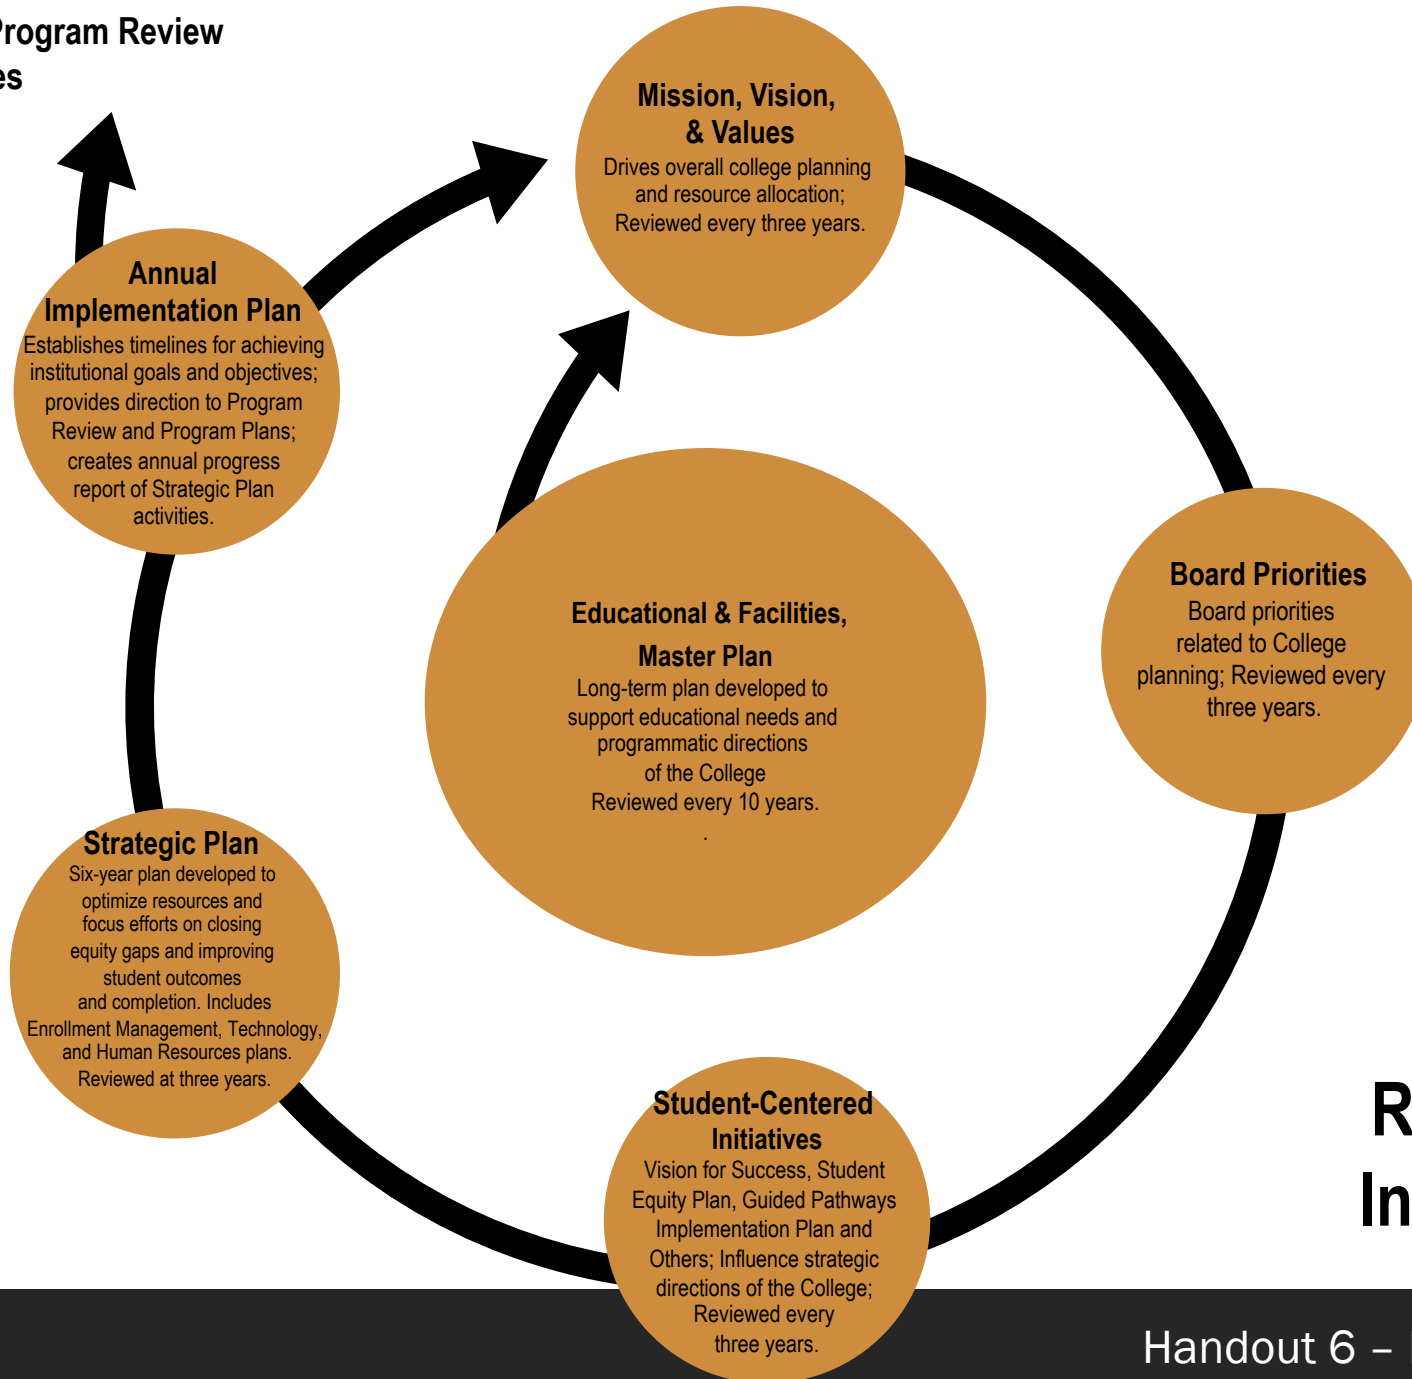 Program Review
Mission, Vision,
& Values
Drives overall college planning
and resource allocation;
Reviewed every three years.
Annual
Implementation Plan
Establishes timelines for achieving
institutional goals and objectives;
provides direction to Program
Review and Program Plans;
creates annual progress
report of Strategic Plan
activities.
Board Priorities
Board priorities
related to College
planning; Reviewed every
three years.
Educational & Facilities,
Master Plan
Long-term plan developed to
support educational needs and
programmatic directions
of the College
Reviewed every 10 years.
.
Strategic Plan
Six-year plan developed to
optimize resources and
focus efforts on closing
equity gaps and improving
student outcomes
and completion. Includes
Enrollment Management, Technology,
and Human Resources plans.
Reviewed at three years.
Student-Centered
Initiatives
Vision for Success, Student
Equity Plan, Guided Pathways
Implementation Plan and
Others; Influence strategic
directions of the College;
Reviewed every
three years.
Handout 6 –